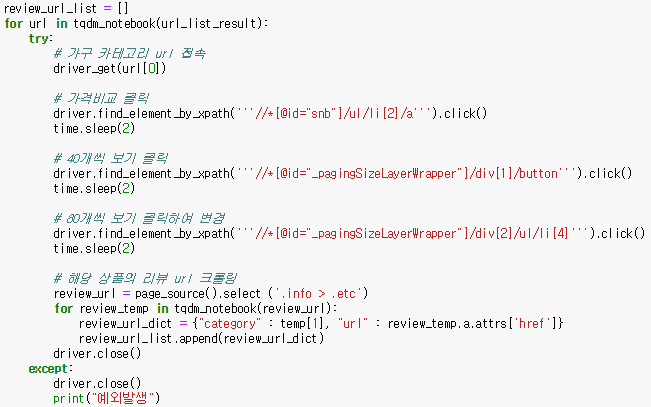 review_url_list = []
for url in tqdm_notebook(url_list_result):
    try:
        # 가구 카테고리 url 접속
        driver_get(url[0])

        # 가격비교 클릭
        driver.find_element_by_xpath('''//*[@id="snb"]/ul/li[2]/a''').click()
        time.sleep(2)

        # 40개씩 보기 클릭
        driver.find_element_by_xpath('''//*[@id="_pagingSizeLayerWrapper"]/div[1]/button''').click()
        time.sleep(2)

        # 80개씩 보기 클릭하여 변경
        driver.find_element_by_xpath('''//*[@id="_pagingSizeLayerWrapper"]/div[2]/ul/li[4]''').click()
        time.sleep(2)

        # 해당 상품의 리뷰 url 크롤링
        review_url = page_source().select ('.info > .etc')
        for review_temp in tqdm_notebook(review_url):
            review_url_dict = {"category" : temp[1], "url" : review_temp.a.attrs['href']}
            review_url_list.append(review_url_dict)
        driver.close()
    except:
        driver.close()
        print("예외발생")